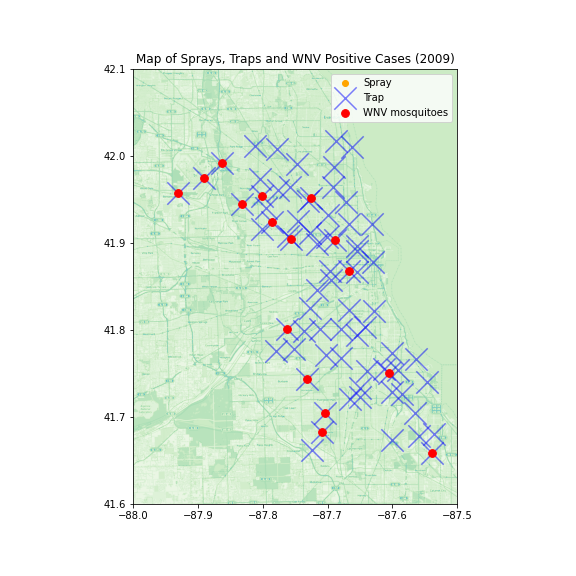 Map of Sprays, Traps and WNV Positive Cases (2009)
Spray
Trap
WNV mosquitoes
42.1
42.0
41.9
41.8
41.7
41.6
−88.0 −87.9 −87.8 −87.7 −87.6 −87.5